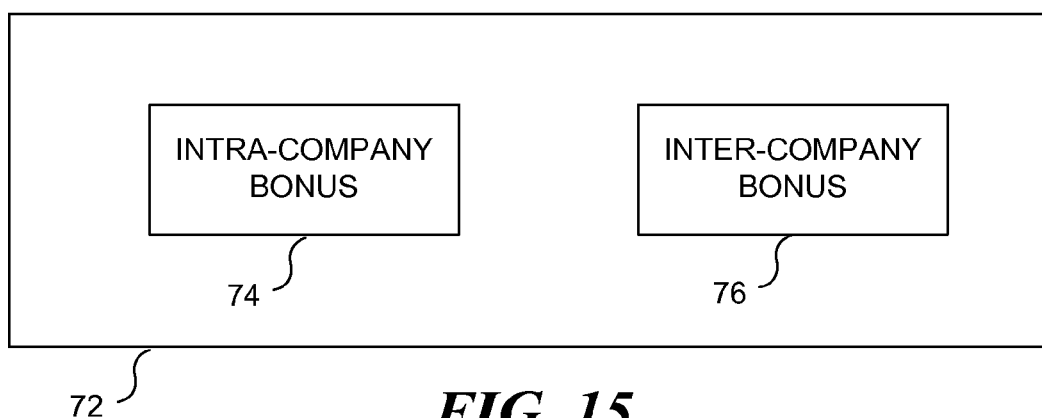 INTRA-COMPANY
BONUS
INTER-COMPANY
BONUS
74
76
72
FIG. 15